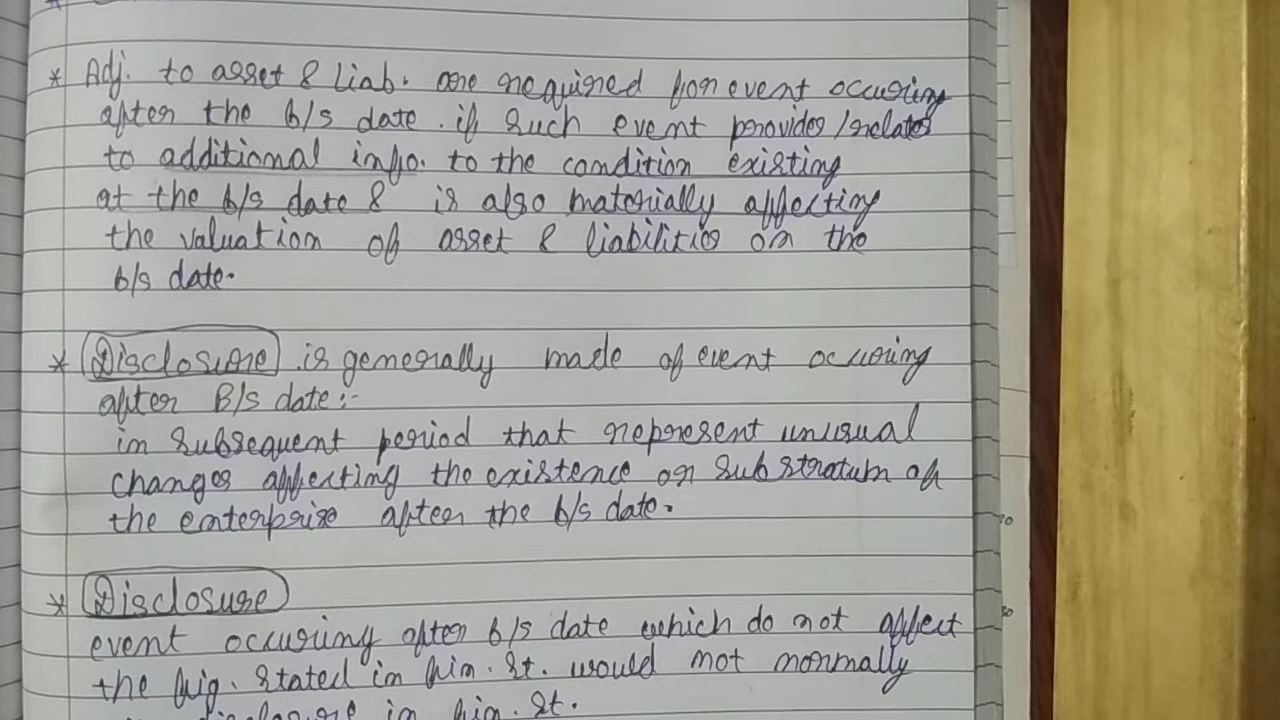 * Adj. to asset & liab. are required for event occuring
after the b/s date. if such event provides/relates
to additional info. to the condition existing
at the b/s date & is also materially affecting
the valuation of asset & liabilities on the
b/s date.
* Disclosure is generally made of event occuring
after B/s date:-
in subsequent period that represent unusual
changes affecting the existence or substratum of
the enterprise after the b/s date.
* Disclosure
event occuring after b/s date which do not affect
the fig. stated in fin. st. would not normally
disclosure in fin. st.